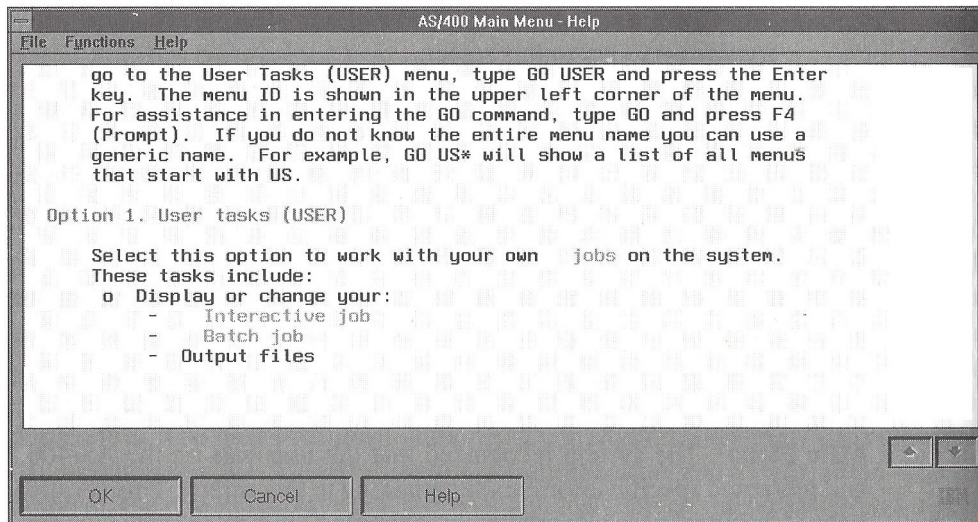 AS/400 Main Menu - Help
File Functions Help
go to the User Tasks (USER) menu, type GO USER and press the Enter
key. The menu ID is shown in the upper left corner of the menu.
For assistance in entering the GO command, type GO and press F4
(Prompt). If you do not know the entire menu name you can use a
generic name. For example, GO US* will show a list of all menus
that start with US.
Option 1. User tasks (USER)
Select this option to work with your own jobs on the system.
These tasks include:
o Display or change your:
- Interactive job
- Batch job
- Output files
OK Cancel Help IBM